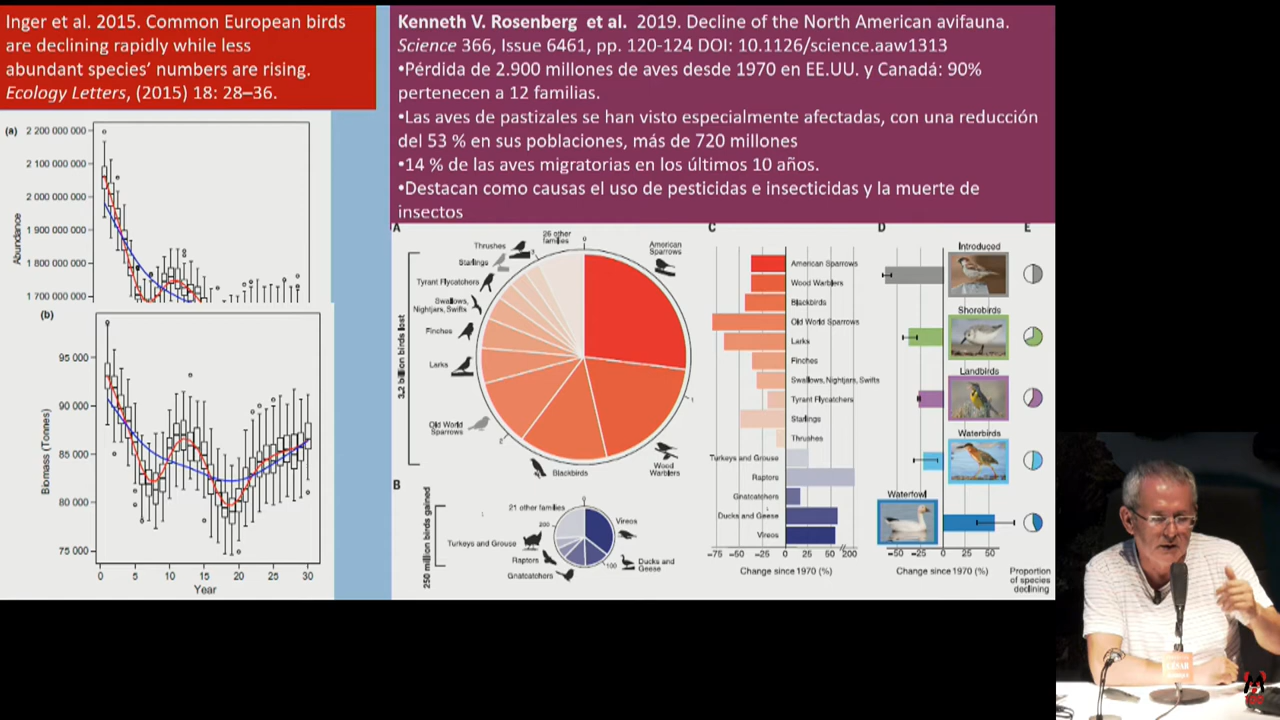 Inger et al. 2015. Common European birds
are declining rapidly while less
abundant species’ numbers are rising.
Ecology Letters, (2015) 18: 28–36.
Kenneth V. Rosenberg et al. 2019. Decline of the North American avifauna.
Science 366, Issue 6461, pp. 120-124 DOI: 10.1126/science.aaw1313
•Pérdida de 2.900 millones de aves desde 1970 en EE.UU. y Canadá: 90%
pertenecen a 12 familias.
•Las aves de pastizales se han visto especialmente afectadas, con una reducción
del 53 % en sus poblaciones, más de 720 millones
•14 % de las aves migratorias en los últimos 10 años.
•Destacan como causas el uso de pesticidas e insecticidas y la muerte de
insectos
(a)
2 200 000 000
2 100 000 000
2 000 000 000
1 900 000 000
1 800 000 000
1 700 000 000
Abundance
(b)
95 000
90 000
85 000
80 000
75 000
Biomass (Tonnes)
0 5 10 15 20 25 30
Year
A
3.2 billion birds lost
26 other
families
0
American
Sparrows
Thrushes
3
Starlings
Tyrant Flycatchers
Swallows,
Nightjars, Swifts
Finches
Larks
Old World
Sparrows
2
Blackbirds
Wood
Warblers
1
B
250 million birds gained
21 other families
0
200
100
Vireos
Turkeys and Grouse
Raptors
Gnatcatchers
Ducks and
Geese
C
American Sparrows
Wood Warblers
Blackbirds
Old World Sparrows
Larks
Finches
Swallows, Nightjars, Swifts
Tyrant Flycatchers
Starlings
Thrushes
Turkeys and Grouse
Raptors
Gnatcatchers
Ducks and Geese
Vireos
−75 −50 −25 0 25 50 200
Change since 1970 (%)
D
E
Introduced
Shorebirds
Landbirds
Waterbirds
Waterfowl
−50 −25 0 25 50
Change since 1970 (%)
Proportion
of species
declining
CÉSAR